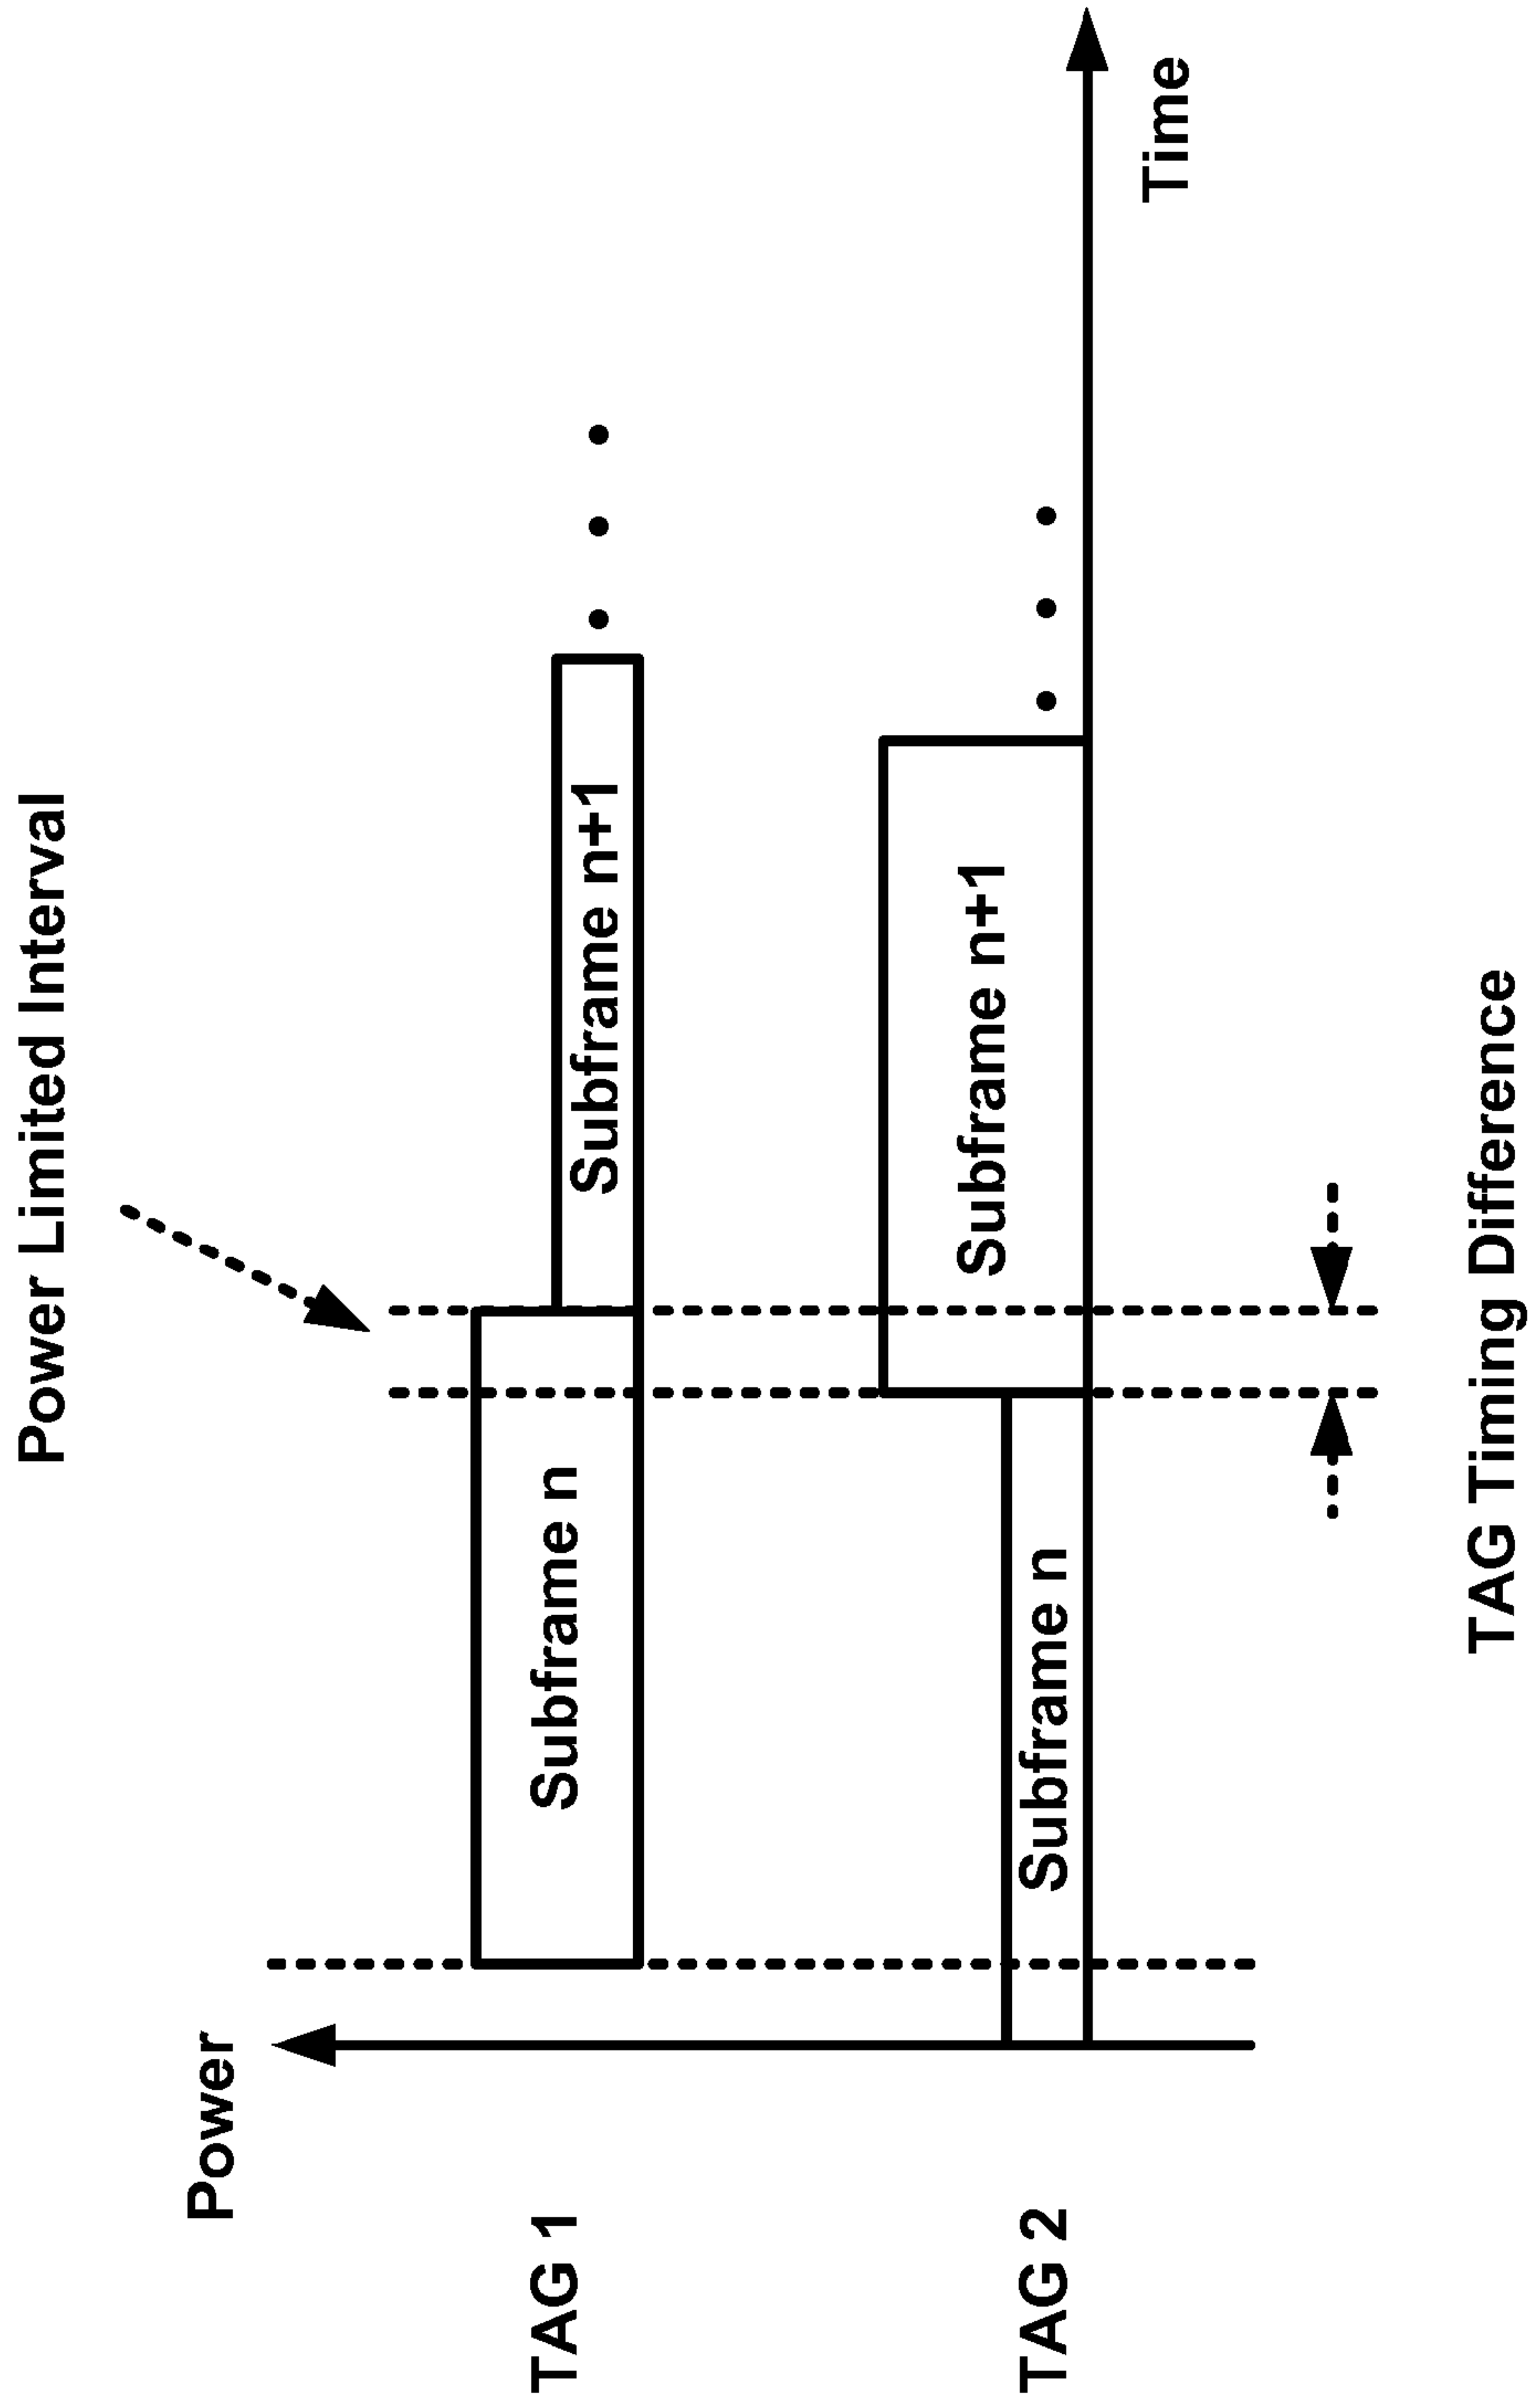 Power Limited Interval
Power
TAG 1
Subframe n
Subframe n+1
TAG 2
Subframe n
Subframe n+1
Time
TAG Timing Difference